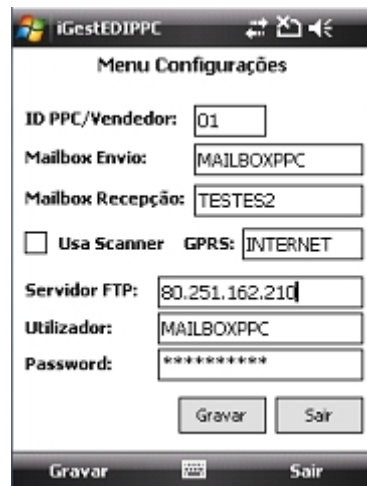 iGestEDIPPC
Menu Configurações
ID PPC/Vendedor: 01
Mailbox Envio: MAILBOXPPC
Mailbox Recepção: TESTES2
Usa Scanner GPRS: INTERNET
Servidor FTP: 80.251.162.210
Utilizador: MAILBOXPPC
Password: **********
Gravar Sair
Gravar Sair